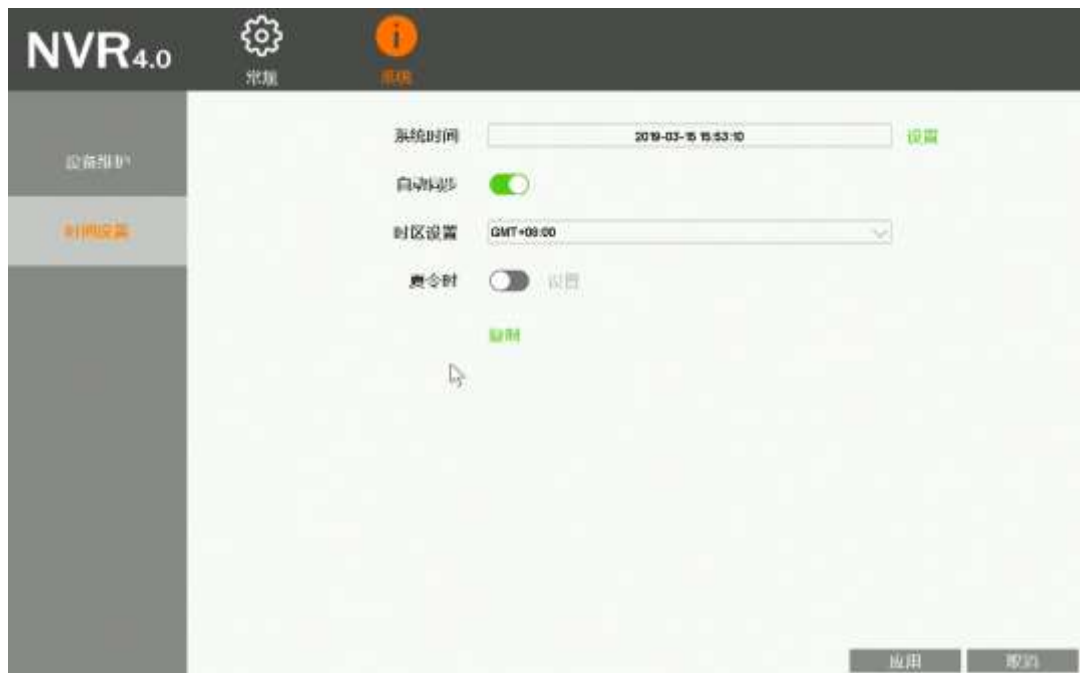 NVR4.0
常规
系统
设备维护
时间设置
系统时间 2019-03-15 15:53:10 设置
自动同步
时区设置 GMT+08:00
夏令时 设置
复制
应用 取消